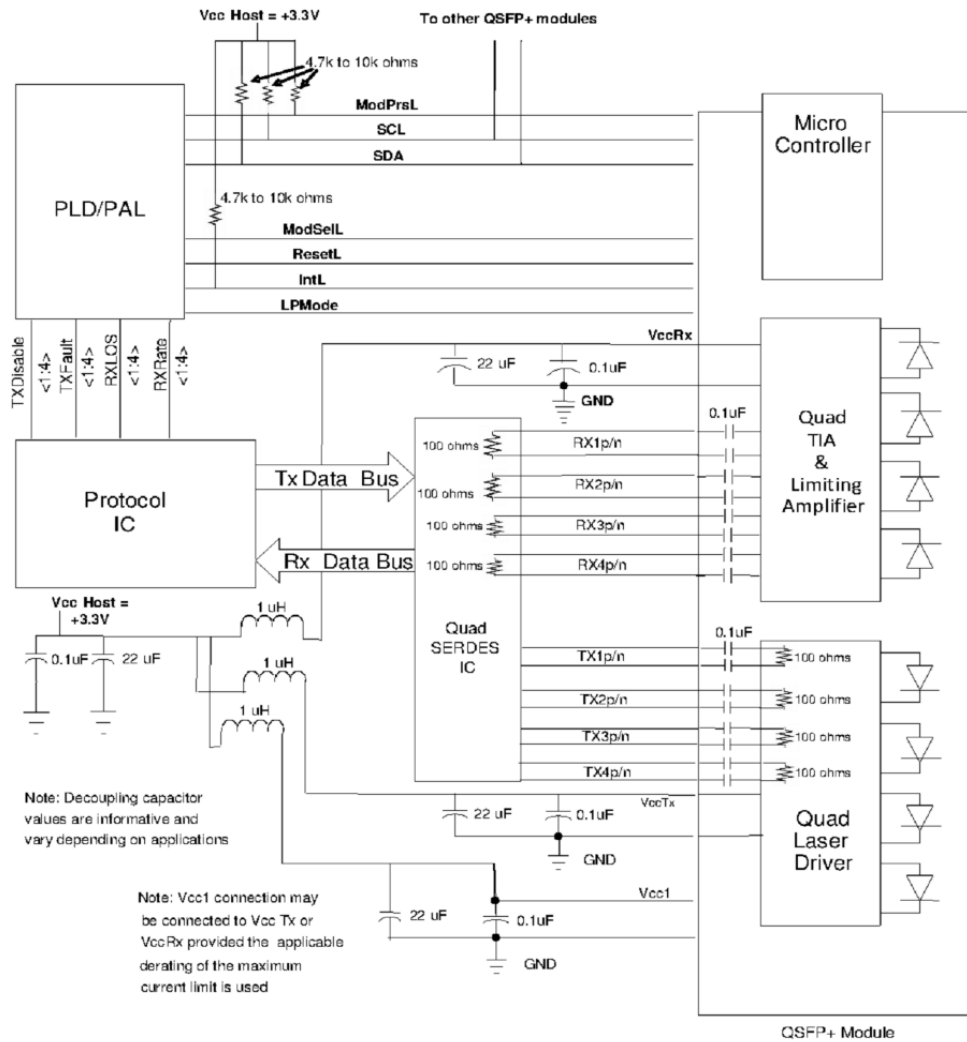 Vcc Host = +3.3V
To other QSFP+ modules
4.7k to 10k ohms
ModPrsL
SCL
SDA
PLD/PAL
4.7k to 10k ohms
ModSelL
ResetL
IntL
LPMode
Micro
Controller
TXDisable
<1:4>
TXFault
<1:4>
RXLOS
<1:4>
RXRate
<1:4>
VccRx
22 uF
0.1uF
GND
0.1uF
Quad
TIA
&
Limiting
Amplifier
100 ohms
RX1p/n
100 ohms
RX2p/n
100 ohms
RX3p/n
100 ohms
RX4p/n
Protocol
IC
Tx Data Bus
Rx Data Bus
Quad
SERDES
IC
Vcc Host =
+3.3V
0.1uF
22 uF
1 uH
1 uH
1 uH
0.1uF
TX1p/n
100 ohms
TX2p/n
100 ohms
TX3p/n
100 ohms
TX4p/n
100 ohms
VccTx
22 uF
0.1uF
GND
Quad
Laser
Driver
Note: Decoupling capacitor
values are informative and
vary depending on applications
Note: Vcc1 connection may
be connected to Vcc Tx or
VccRx provided the applicable
derating of the maximum
current limit is used
Vcc1
22 uF
0.1uF
GND
QSFP+ Module